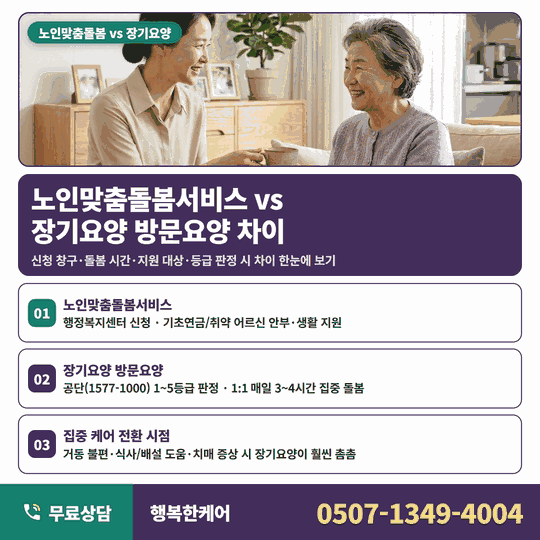 노인맞춤돌봄 vs 장기요양
노인맞춤돌봄서비스 vs
장기요양 방문요양 차이
신청 창구·돌봄 시간·지원 대상·등급 판정 시 차이 한눈에 보기
01
노인맞춤돌봄서비스
행정복지센터 신청 · 기초연금/취약 어르신 안부·생활 지원
02
장기요양 방문요양
공단(1577-1000) 1~5등급 판정 · 1:1 매일 3~4시간 집중 돌봄
03
집중 케어 전환 시점
거동 불편·식사/배설 도움·치매 증상 시 장기요양이 훨씬 촘촘
무료상담
행복한케어
0507-1349-4004